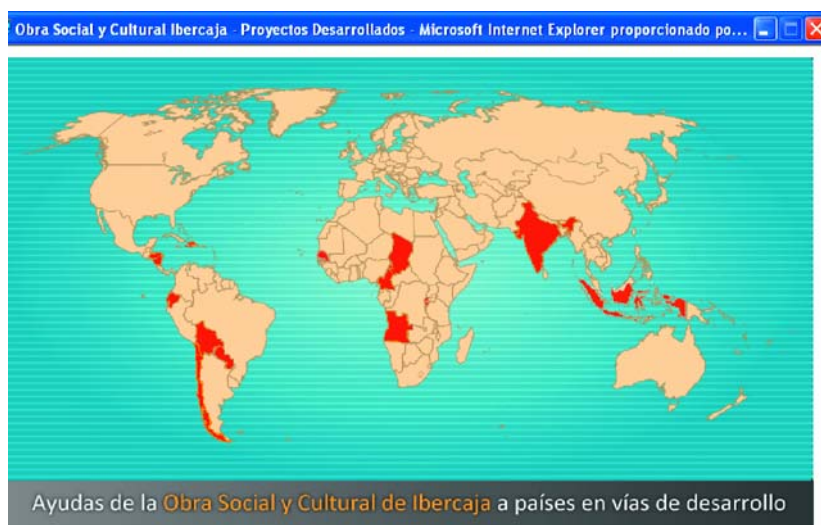 Obra Social y Cultural Ibercaja - Proyectos Desarrollados - Microsoft Internet Explorer proporcionado po...
Ayudas de la Obra Social y Cultural de Ibercaja a países en vías de desarrollo